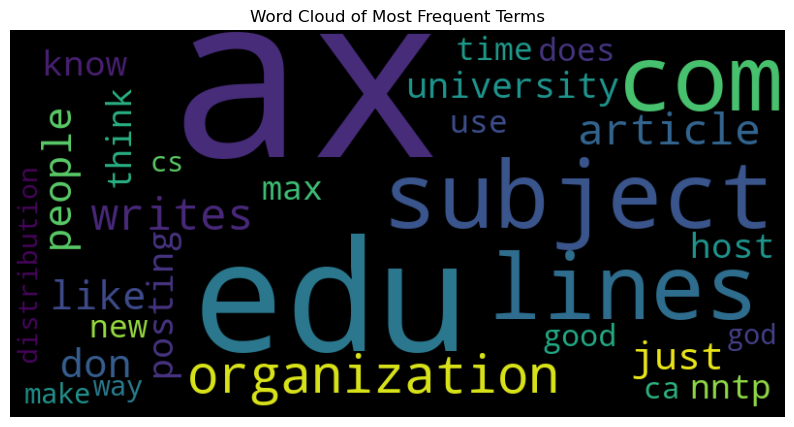 Word Cloud of Most Frequent Terms
ax
com
time
does
know
university
use
article
think
people
cs
max
subject
writes
distribution
posting
host
edu
lines
like
new
good
god
don
just
organization
make
way
ca
nntp